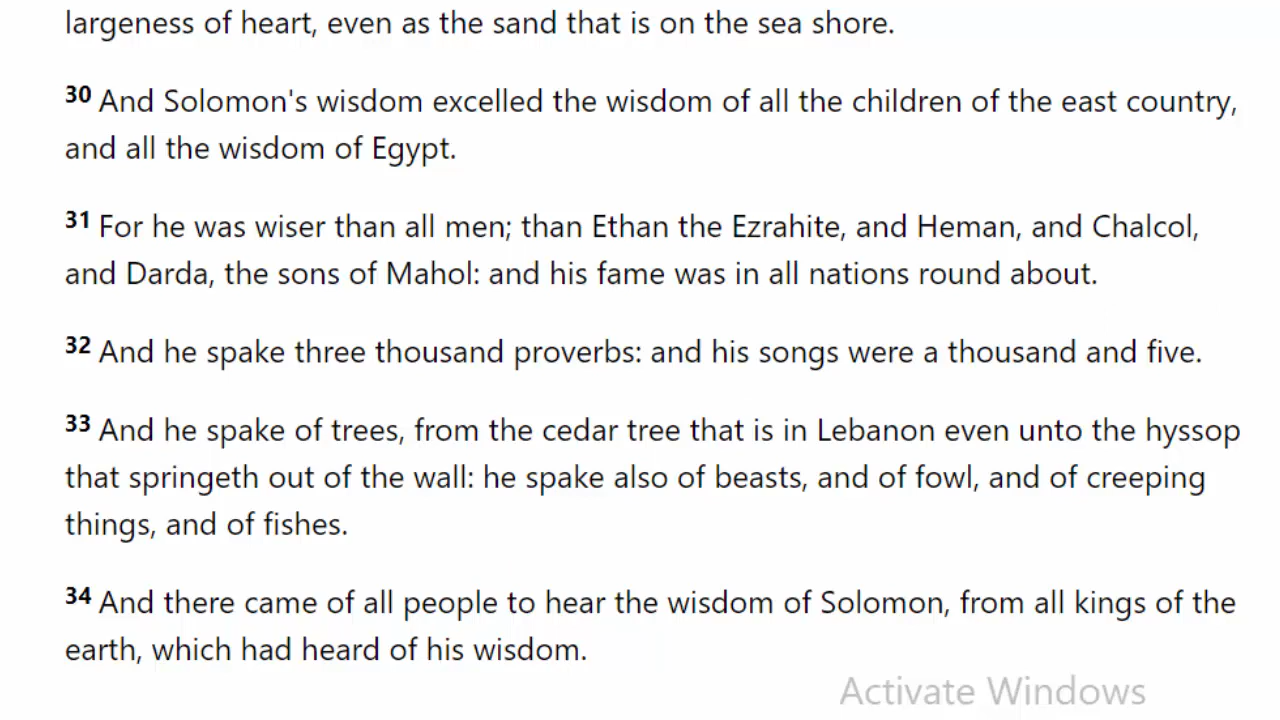 largeness of heart, even as the sand that is on the sea shore.
30 And Solomon's wisdom excelled the wisdom of all the children of the east country,
and all the wisdom of Egypt.
31 For he was wiser than all men; than Ethan the Ezrahite, and Heman, and Chalcol,
and Darda, the sons of Mahol: and his fame was in all nations round about.
32 And he spake three thousand proverbs: and his songs were a thousand and five.
33 And he spake of trees, from the cedar tree that is in Lebanon even unto the hyssop
that springeth out of the wall: he spake also of beasts, and of fowl, and of creeping
things, and of fishes.
34 And there came of all people to hear the wisdom of Solomon, from all kings of the
earth, which had heard of his wisdom.
Activate Windows